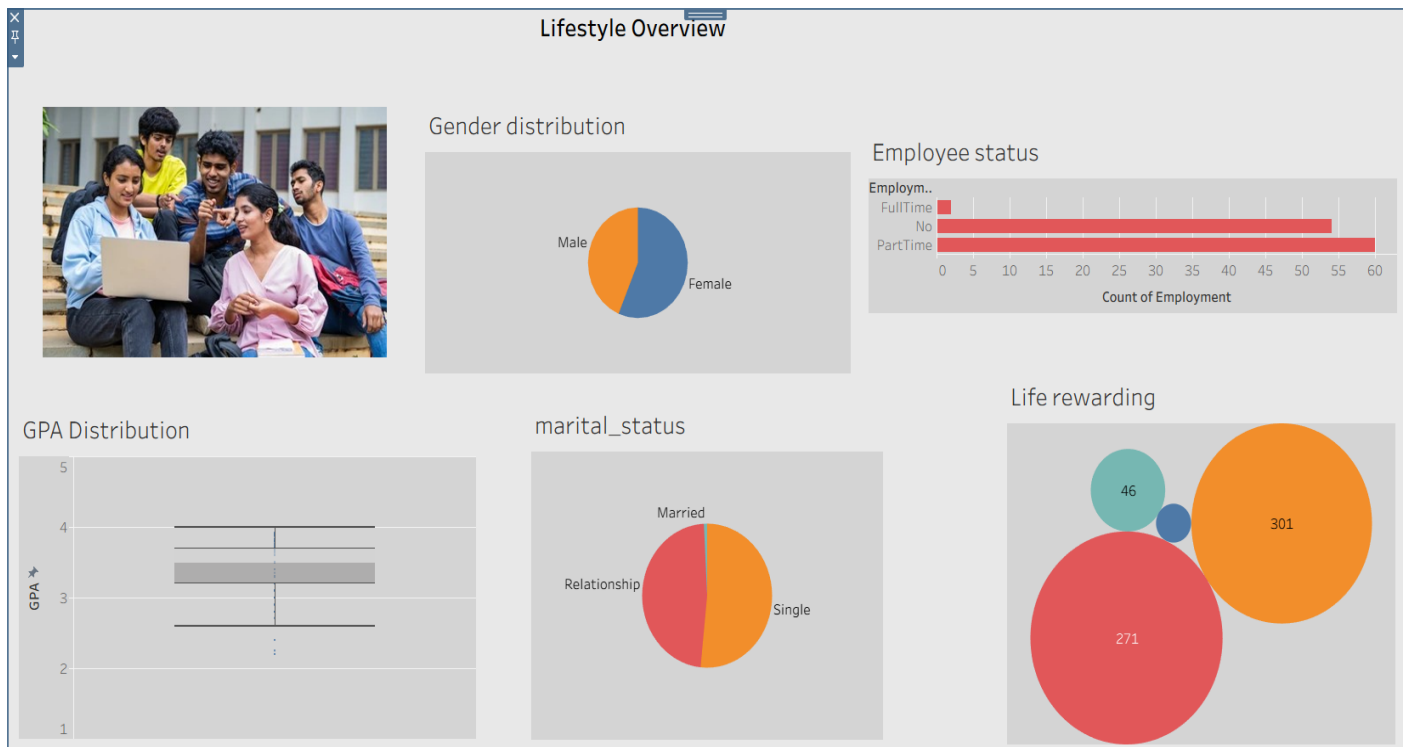 Lifestyle Overview
Gender distribution
Male
Female
Employee status
Employm..
FullTime
No
PartTime
0 5 10 15 20 25 30 35 40 45 50 55 60
Count of Employment
GPA Distribution
GPA
5
4
3
2
1
marital_status
Married
Relationship
Single
Life rewarding
46
301
271